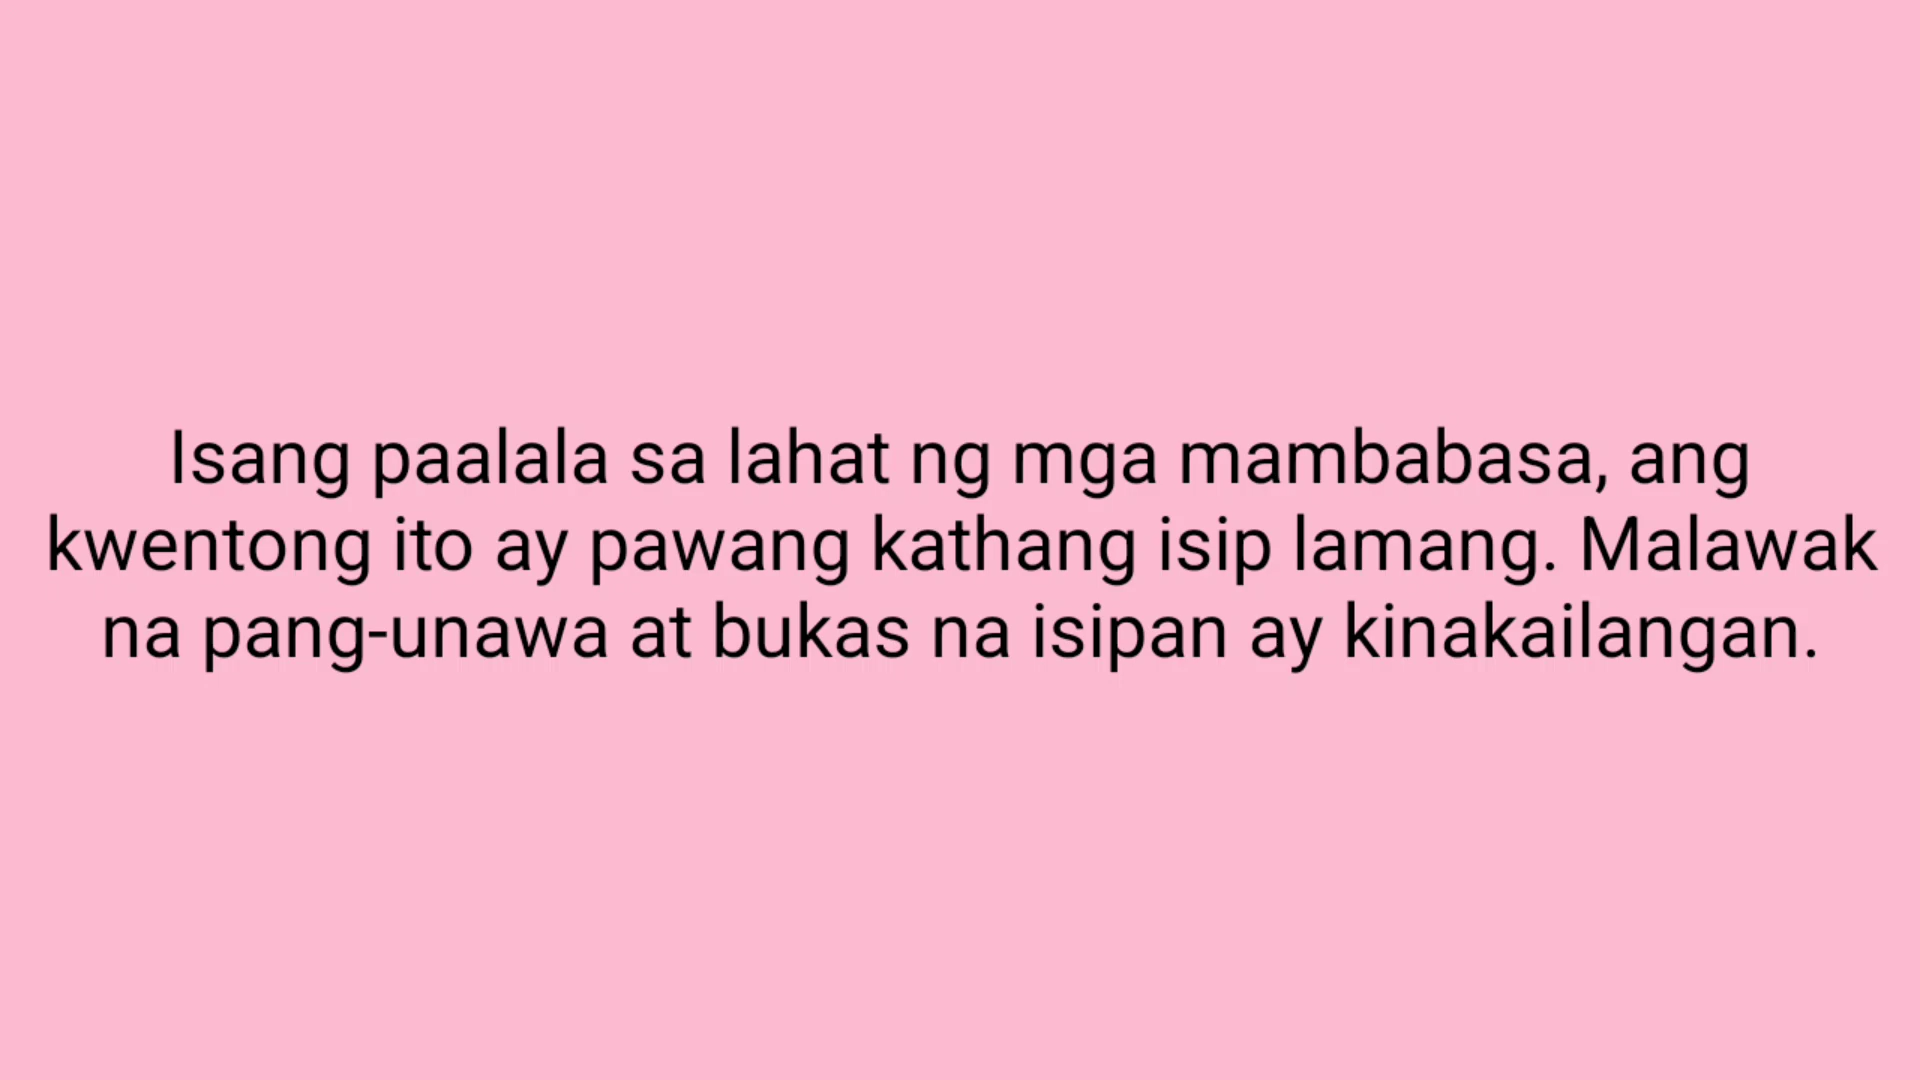 Isang paalala sa lahat ng mga mambabasa, ang
kwentong ito ay pawang kathang isip lamang. Malawak
na pang-unawa at bukas na isipan ay kinakailangan.